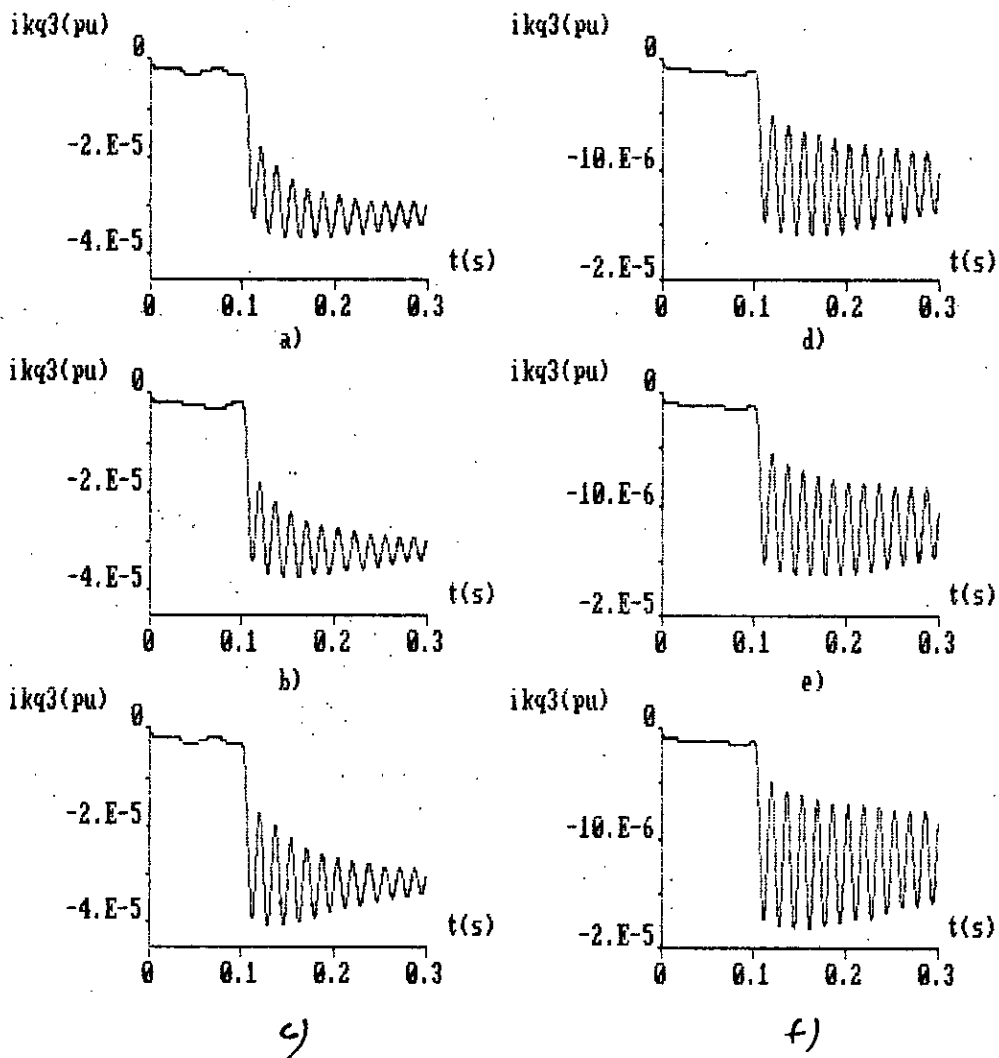 ikq3(pu)
0
-2.E-5
-4.E-5
t(s)
0 0.1 0.2 0.3
a)
ikq3(pu)
0
-10.E-6
-2.E-5
t(s)
0 0.1 0.2 0.3
d)
ikq3(pu)
0
-2.E-5
-4.E-5
t(s)
0 0.1 0.2 0.3
b)
ikq3(pu)
0
-10.E-6
-2.E-5
t(s)
0 0.1 0.2 0.3
e)
ikq3(pu)
0
-2.E-5
-4.E-5
t(s)
0 0.1 0.2 0.3
c)
ikq3(pu)
0
-10.E-6
-2.E-5
t(s)
0 0.1 0.2 0.3
f)